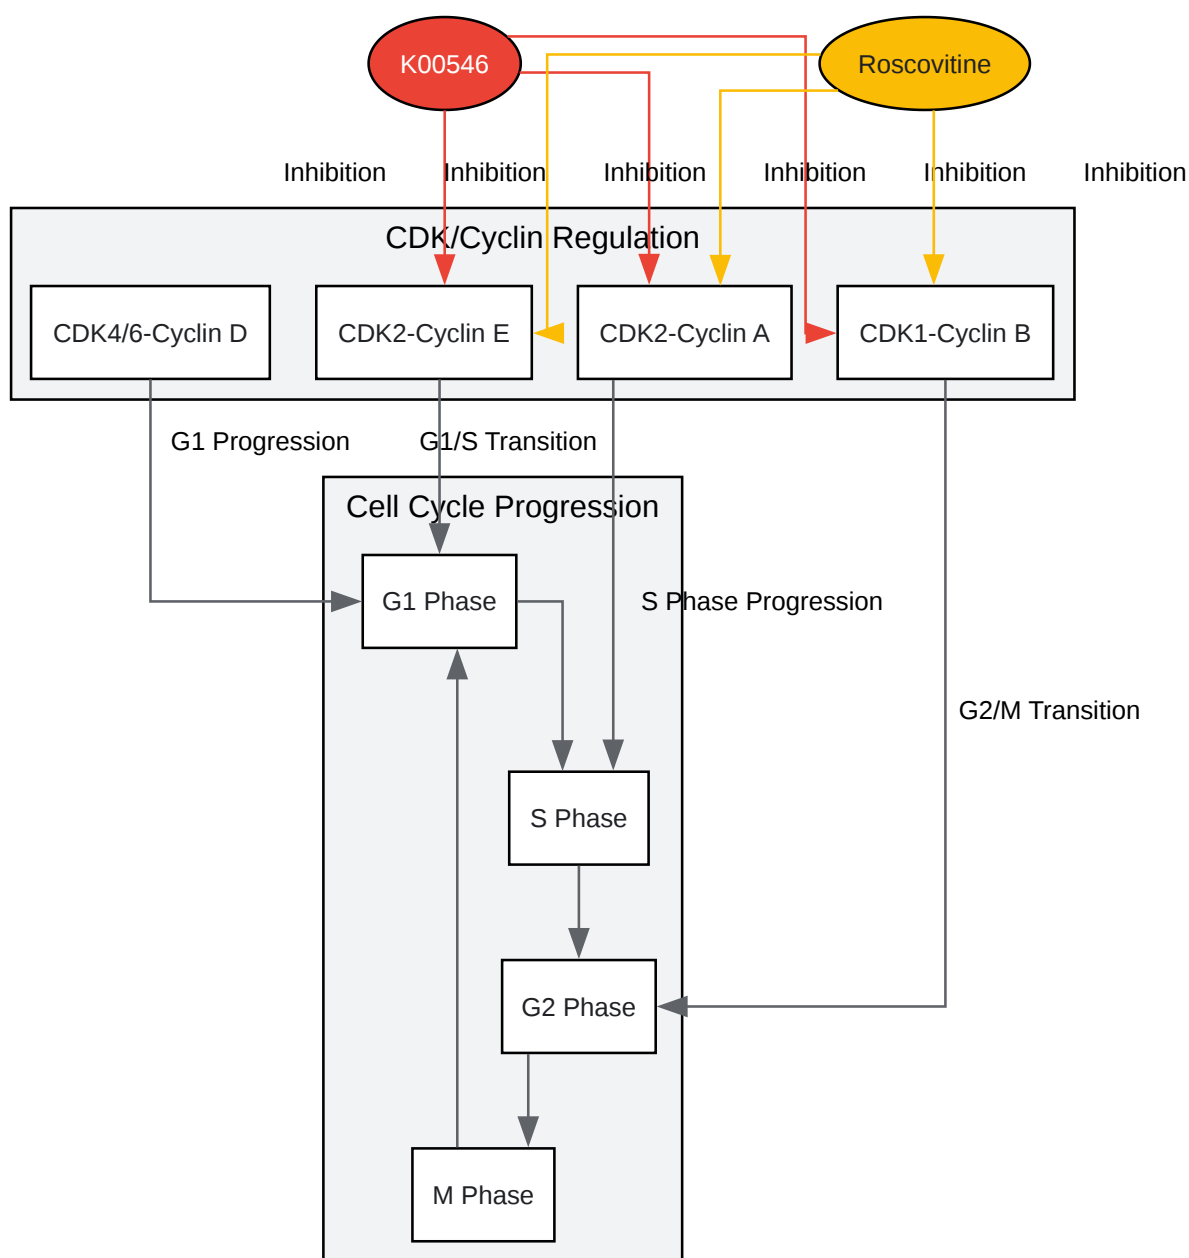 K00546
Roscovitine
Inhibition
Inhibition
Inhibition
Inhibition
Inhibition
Inhibition
CDK/Cyclin Regulation
CDK4/6-Cyclin D
CDK2-Cyclin E
CDK2-Cyclin A
CDK1-Cyclin B
G1 Progression
G1/S Transition
Cell Cycle Progression
G1 Phase
S Phase Progression
G2/M Transition
S Phase
G2 Phase
M Phase